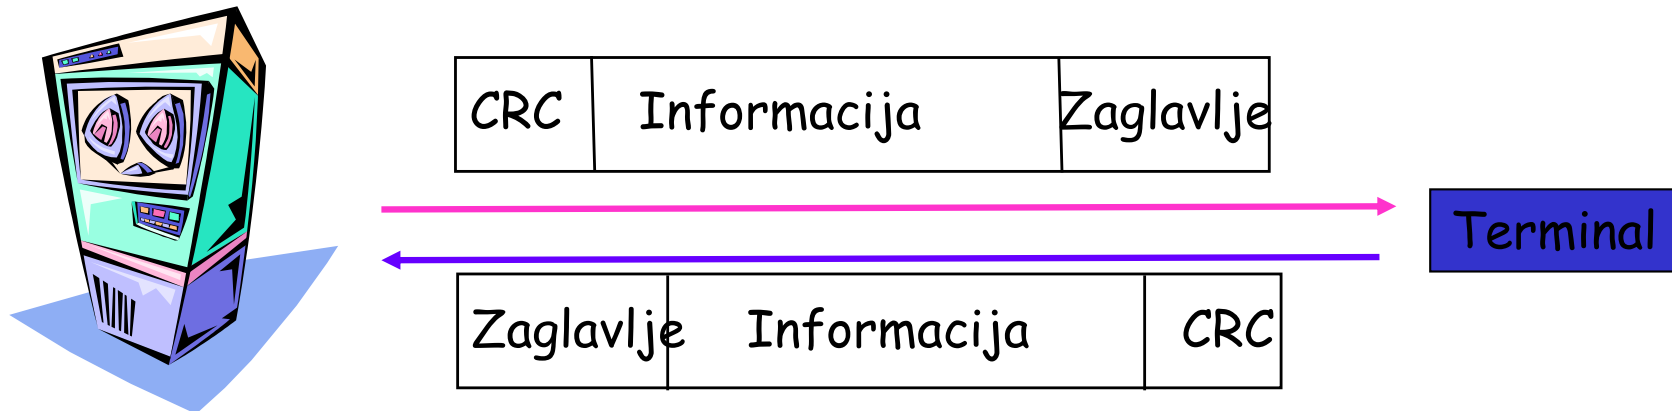 CRC Informacija Zaglavlje
Terminal
Zaglavlje Informacija CRC